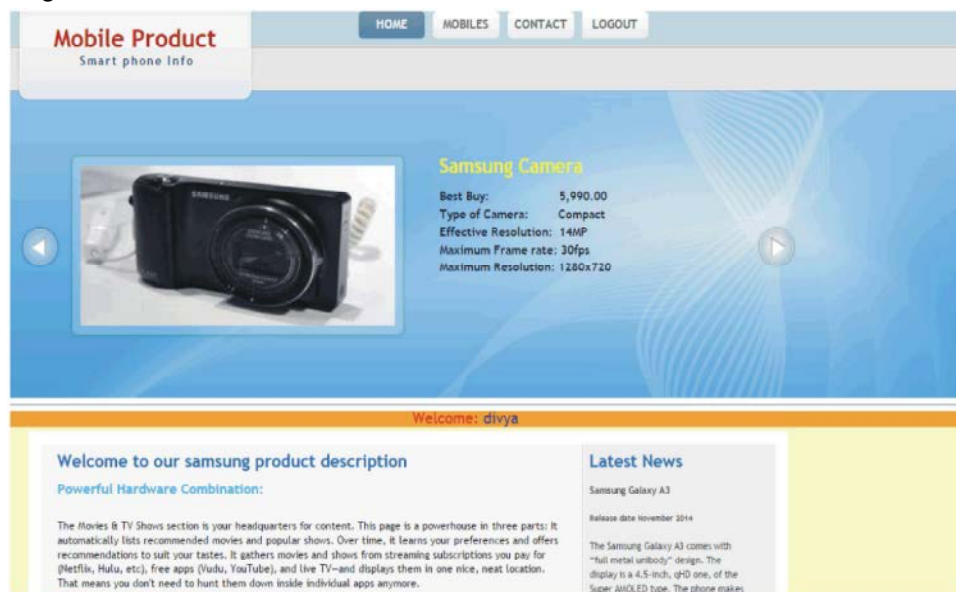 Mobile Product
Smart phone Info
HOME
MOBILES
CONTACT
LOGOUT
SAMSUNG
Samsung Camera
Best Buy: 5,990.00
Type of Camera: Compact
Effective Resolution: 14MP
Maximum Frame rate: 30fps
Maximum Resolution: 1280x720
Welcome: divya
Welcome to our samsung product description
Powerful Hardware Combination:
The Movies & TV Shows section is your headquarters for content. This page is a powerhouse in three parts: It
automatically lists recommended movies and popular shows. Over time, it learns your preferences and offers
recommendations to suit your tastes. It gathers movies and shows from streaming subscriptions you pay for
(Netflix, Hulu, etc), free apps (Vudu, YouTube), and live TV—and displays them in one nice, neat location.
That means you don't need to hunt them down inside individual apps anymore.
Latest News
Samsung Galaxy A3
Release date November 2014
The Samsung Galaxy A3 comes with
"full metal unibody" design. The
display is a 4.5-inch, qHD one, of the
Super AMOLED type. The phone makes